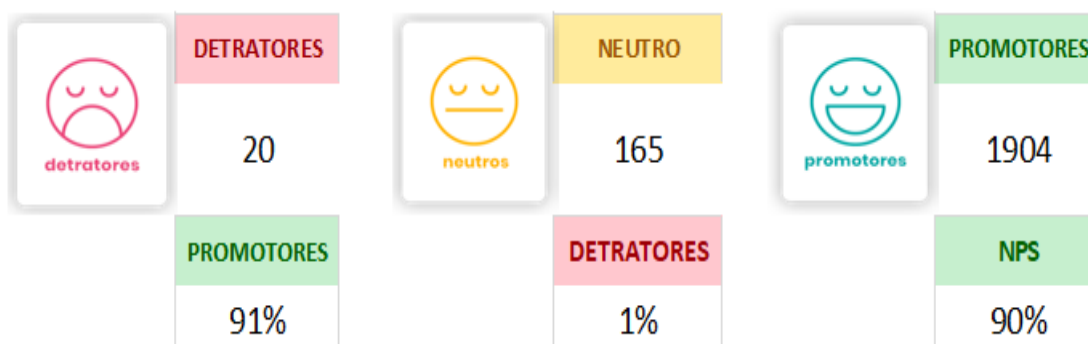 DETRATORES
NEUTRO
PROMOTORES
20
165
1904
detratores
neutros
promotores
PROMOTORES
DETRATORES
NPS
91%
1%
90%